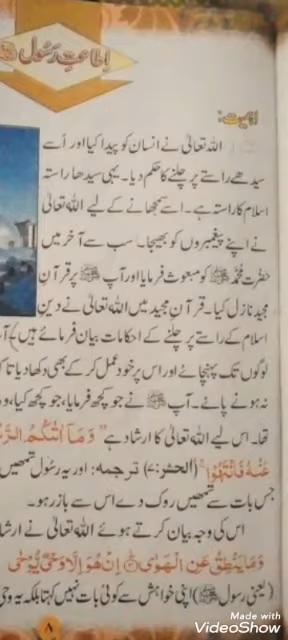 اطاعتِ رسول ﷺ
اہمیت:
اللہ تعالیٰ نے انسان کو پیدا کیا اور اُسے
سیدھے راستے پر چلنے کا حکم دیا۔ یہی سیدھا راستہ
اسلام کا راستہ ہے۔ اسے سمجھانے کے لیے اللہ تعالیٰ
نے اپنے پیغمبروں کو بھیجا۔ سب سے آخر میں
حضرت محمد ﷺ کو مبعوث فرمایا اور آپ ﷺ پر قرآنِ
مجید نازل کیا۔ قرآنِ مجید میں اللہ تعالیٰ نے دینِ
اسلام کے راستے پر چلنے کے احکامات بیان فرمائے ہیں
لوگوں تک پہنچانے اور اس پر خود عمل کر کے بھی دکھا دیا تا
نہ ہونے پائے۔ آپ ﷺ نے جو کچھ فرمایا، جو کچھ کیا، و
تھا۔ اس لیے اللہ تعالیٰ کا ارشاد ہے "وَمَآ اٰتٰىكُمُ الرَّ
عَنْهُ فَانْتَهُوْا" (الحشر:۷) ترجمہ: اور یہ رسول تمھیں
جس بات سے تمھیں روک دے اس سے باز رہو۔
اس کی وجہ بیان کرتے ہوئے اللہ تعالیٰ نے ارشا
وَمَا يَنْطِقُ عَنِ الْهَوٰى اِنْ هُوَ اِلَّا وَحْيٌ يُّوْحٰى
(یعنی رسول ﷺ) اپنی خواہش سے کوئی بات نہیں کہتا بلکہ یہ وحی
۸
Made with
VideoShow